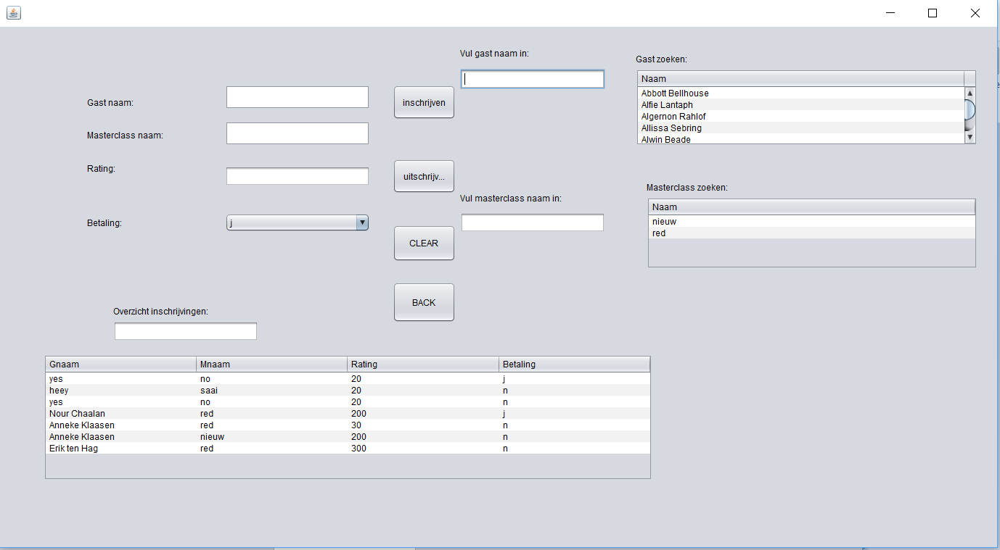 Vul gast naam in:
Gast zoeken:
Naam
Abbott Bellhouse
Alfie Lantaph
Algernon Rahlof
Allissa Sebring
Alwin Beade
Gast naam:
inschrijven
Masterclass naam:
Rating:
uitschrijv...
Vul masterclass naam in:
Masterclass zoeken:
Naam
nieuw
red
Betaling:
j
CLEAR
BACK
Overzicht inschrijvingen:
Gnaam Mnaam Rating Betaling
yes no 20 j
heey saai 20 n
yes no 20 n
Nour Chaalan red 200 j
Anneke Klaasen red 30 n
Anneke Klaasen nieuw 200 n
Erik ten Hag red 300 n